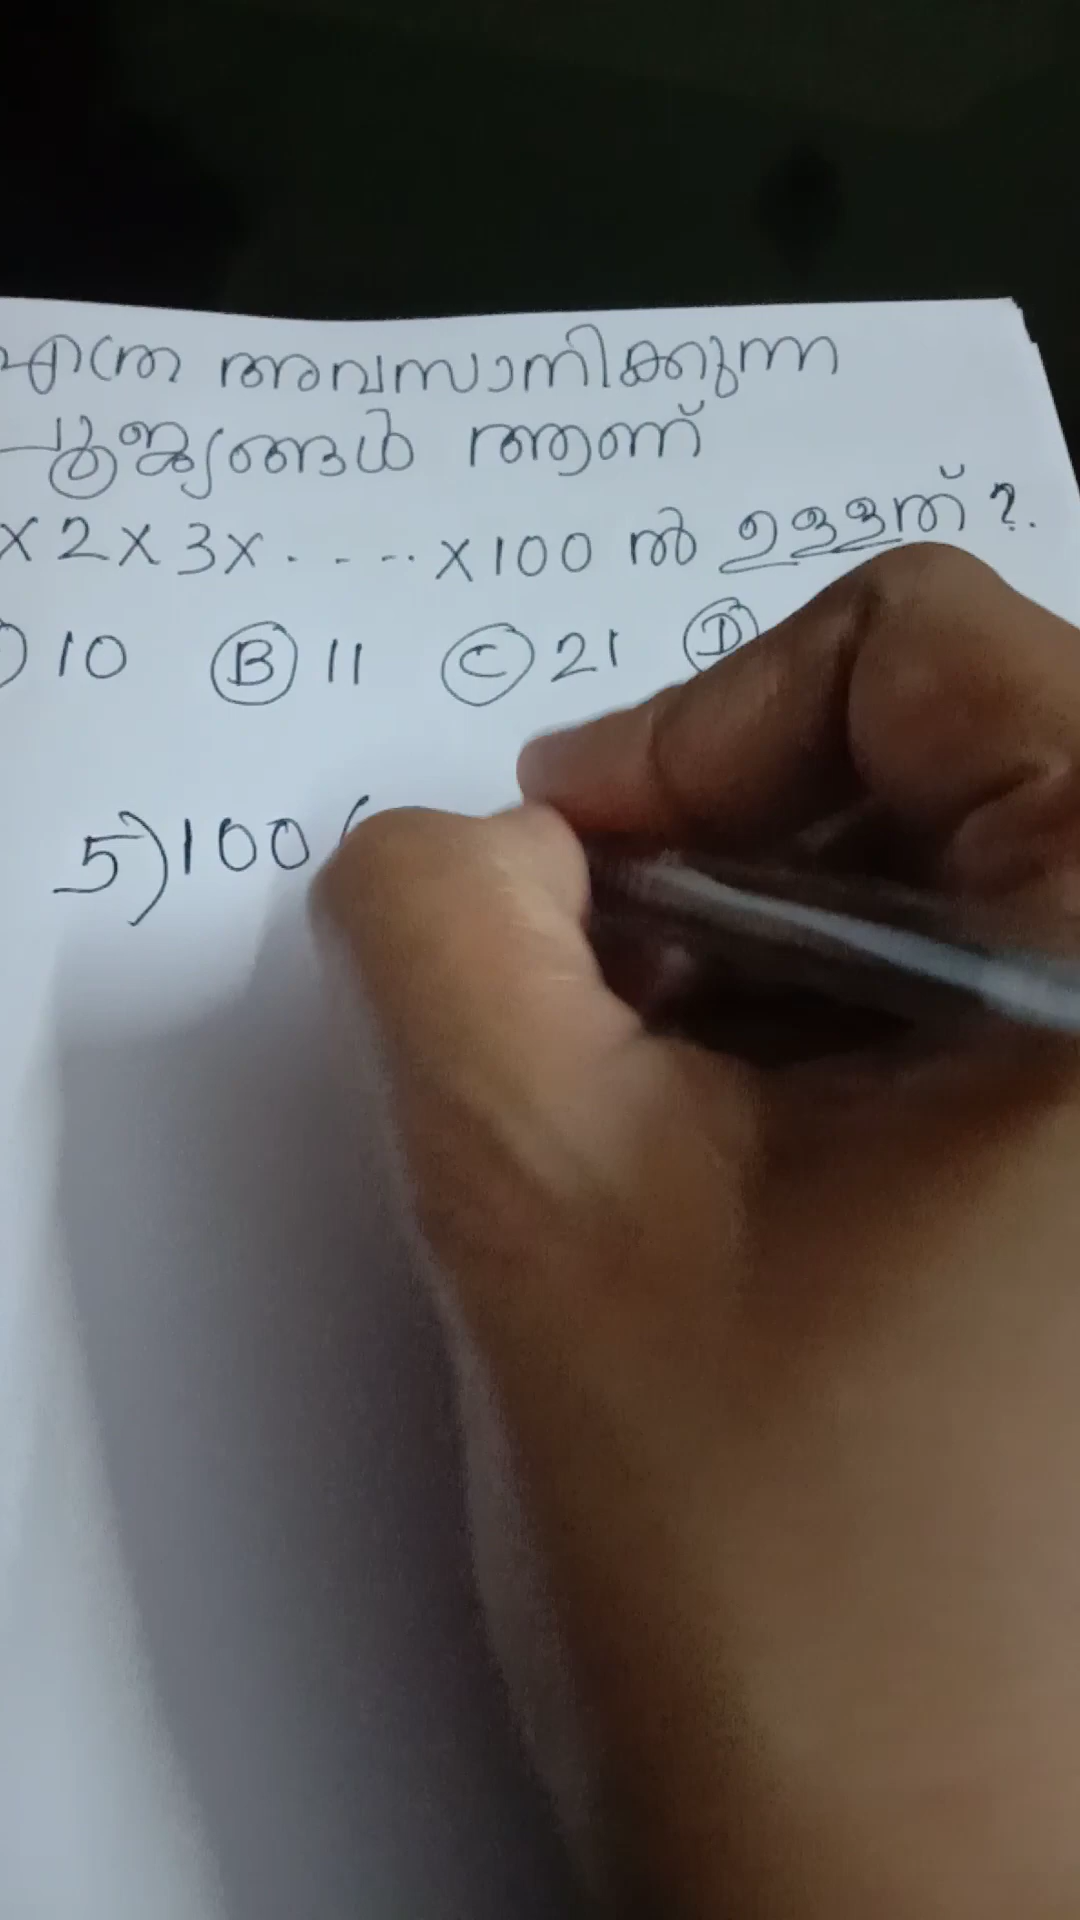 എത്ര അവസാനിക്കുന്ന
പൂജ്യങ്ങൾ ആണ്
X 2 X 3 X . - - .. X 100 ൽ ഉള്ളത് ?.
) 10 (B) 11 (C) 21 (D)
5)100(